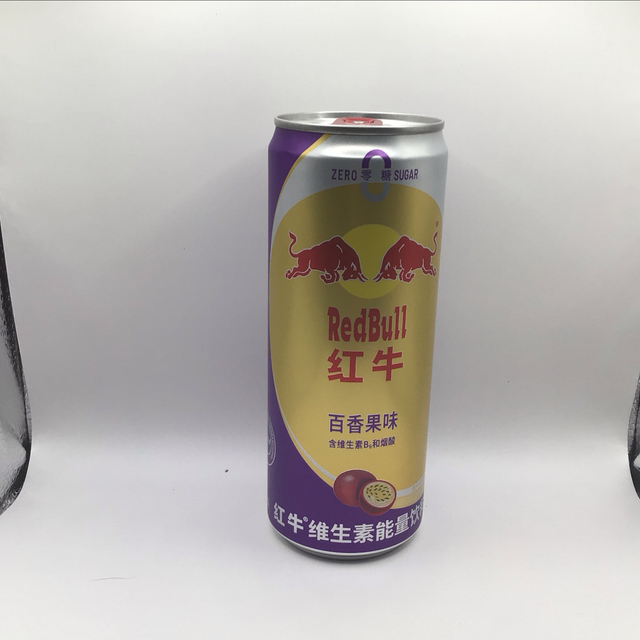 ZERO 零 0 糖 SUGAR
RedBull
红牛
百香果味
含维生素B₆和烟酸
红牛®维生素能量饮